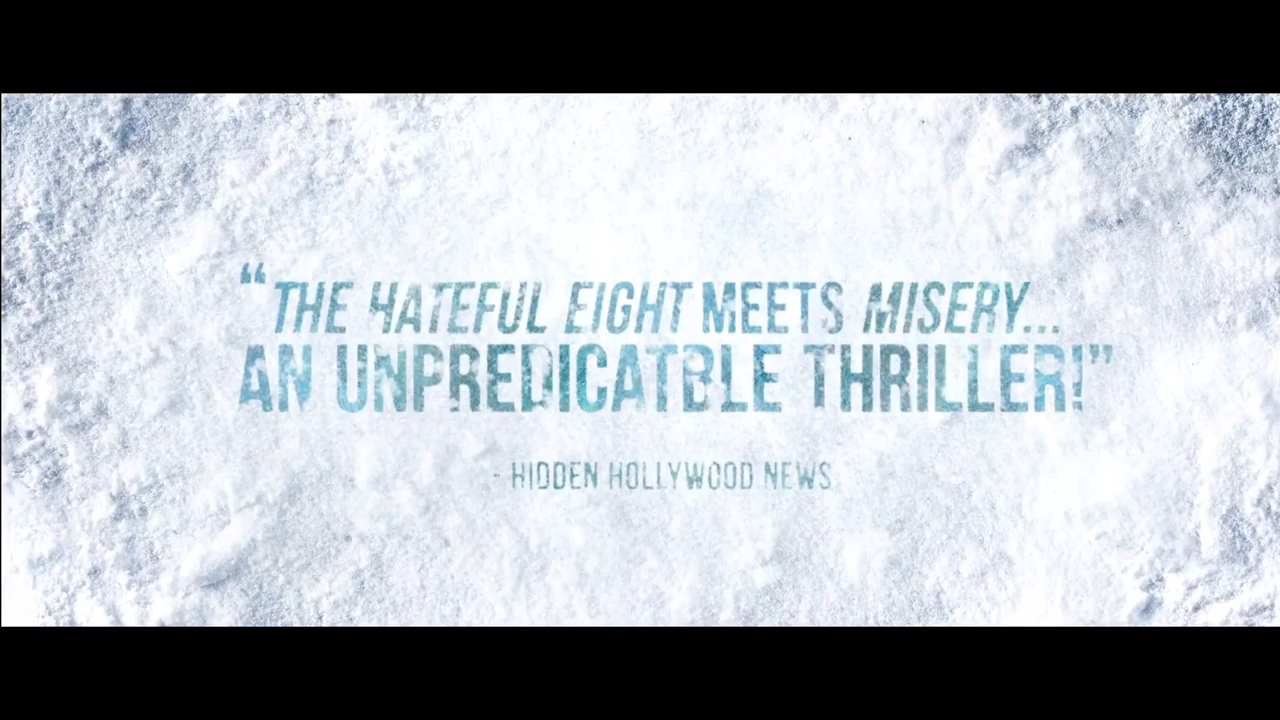 “THE HATEFUL EIGHT MEETS MISERY...
AN UNPREDICATBLE THRILLER!”
- HIDDEN HOLLYWOOD NEWS